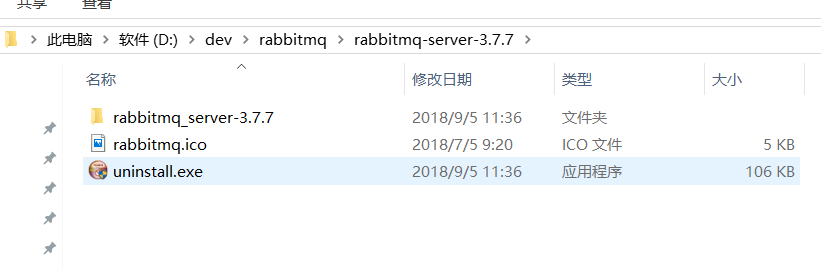 共享 查看
此电脑 软件 (D:) dev rabbitmq rabbitmq-server-3.7.7
名称 修改日期 类型 大小
rabbitmq_server-3.7.7 2018/9/5 11:36 文件夹
rabbitmq.ico 2018/7/5 9:20 ICO 文件 5 KB
uninstall.exe 2018/9/5 11:36 应用程序 106 KB